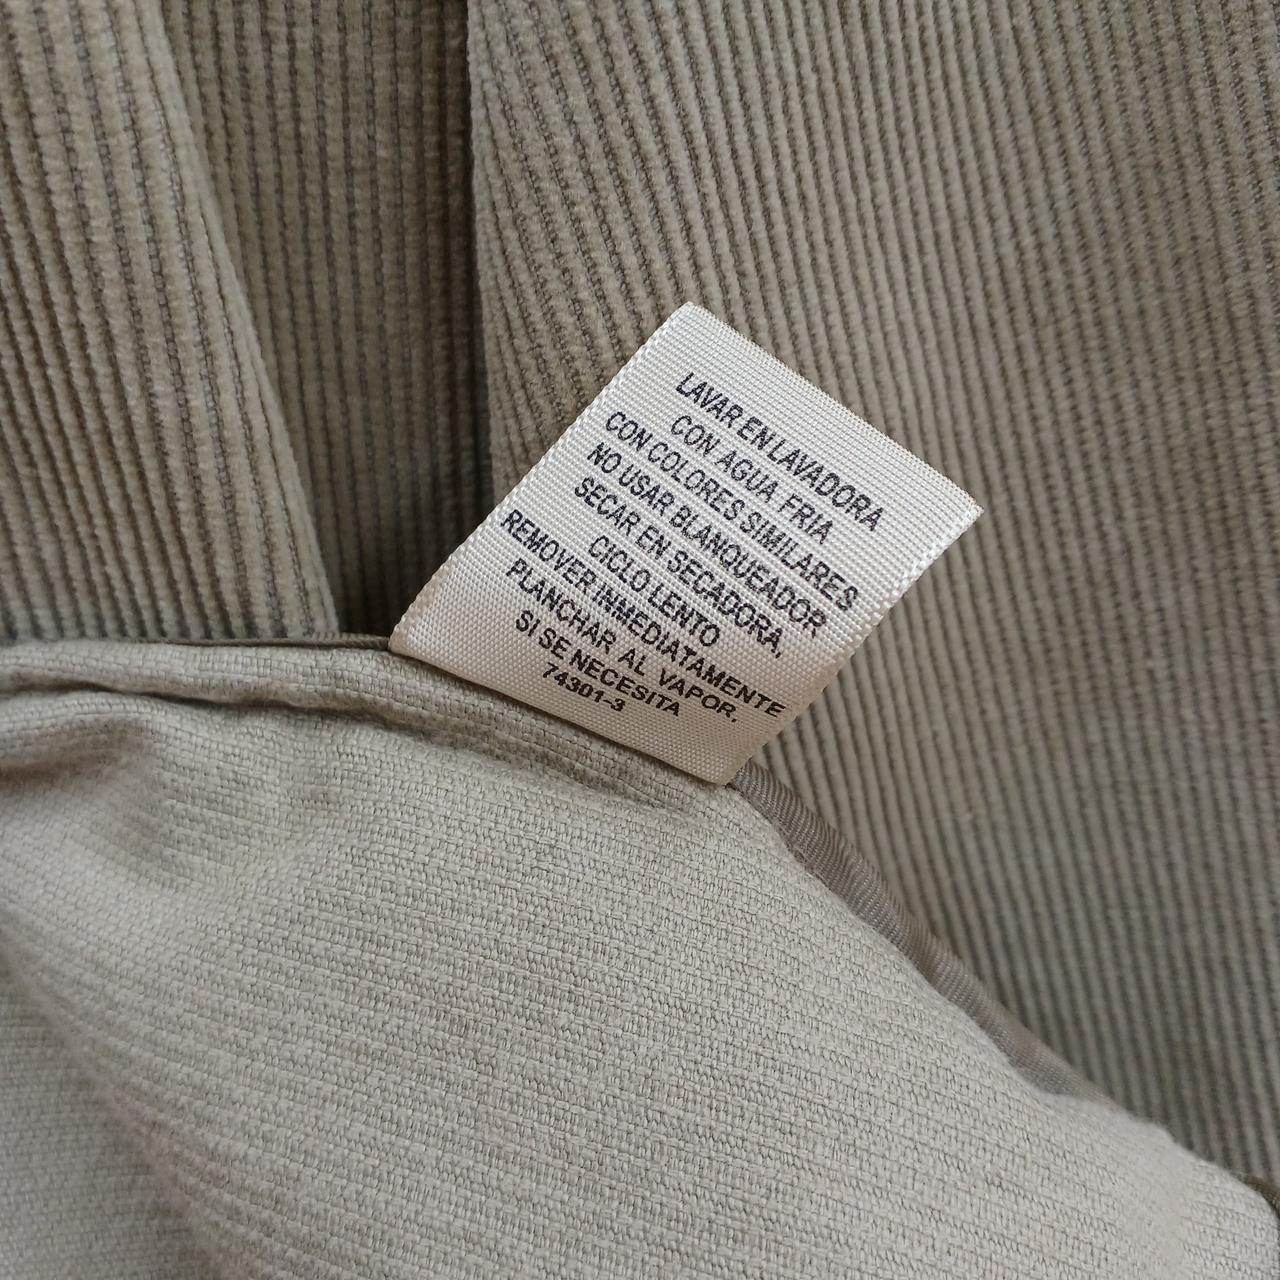 LAVAR EN LAVADORA
CON AGUA FRIA
CON COLORES SIMILARES
NO USAR BLANQUEADOR
SECAR EN SECADORA,
CICLO LENTO
REMOVER INMEDIATAMENTE
PLANCHAR AL VAPOR,
SI SE NECESITA
74301-3